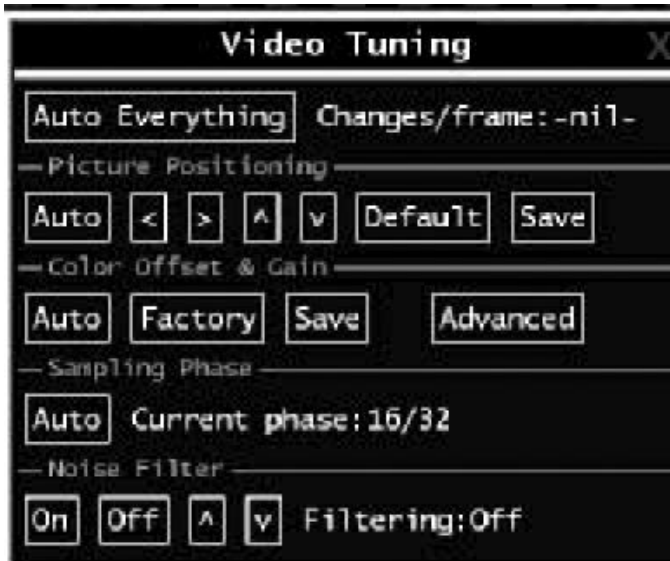 Video Tuning X
Auto Everything Changes/frame:-nil-
Picture Positioning
Auto < > ^ v Default Save
Color Offset & Gain
Auto Factory Save Advanced
Sampling Phase
Auto Current phase:16/32
Noise Filter
On Off ^ v Filtering:Off